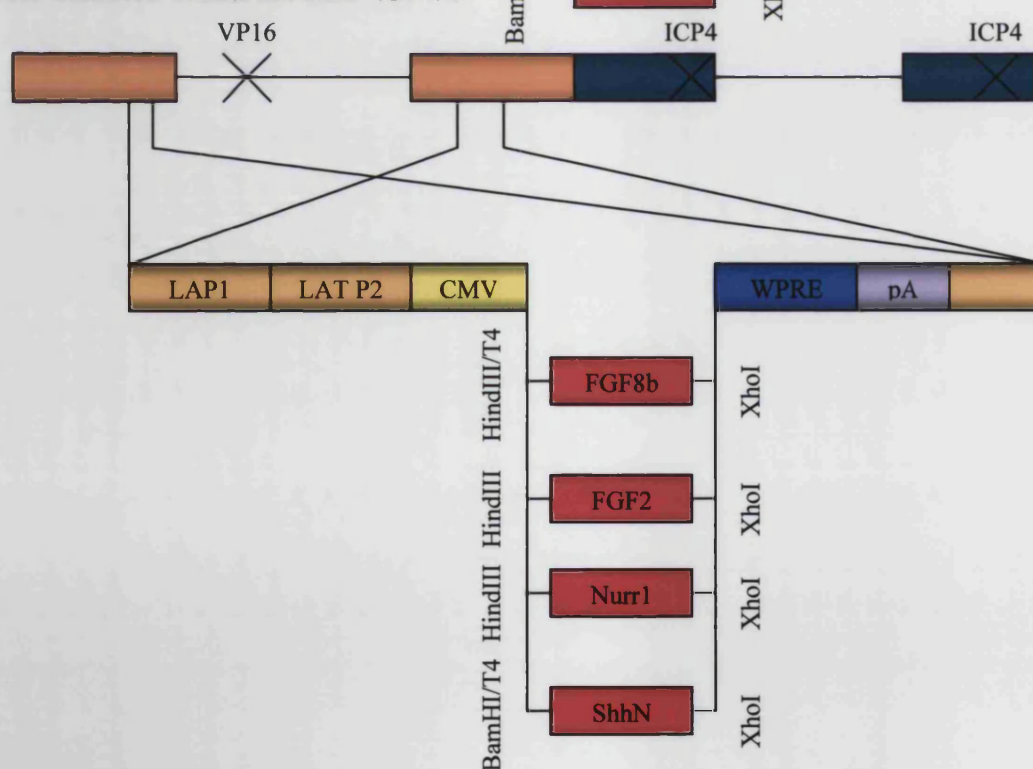 Bam
VP16
ICP4
ICP4
LAP1
LAT P2
CMV
WPRE
pA
HindIII/T4
FGF8b
XhoI
HindIII
FGF2
XhoI
HindIII
Nurr1
XhoI
BamHI/T4
ShhN
XhoI